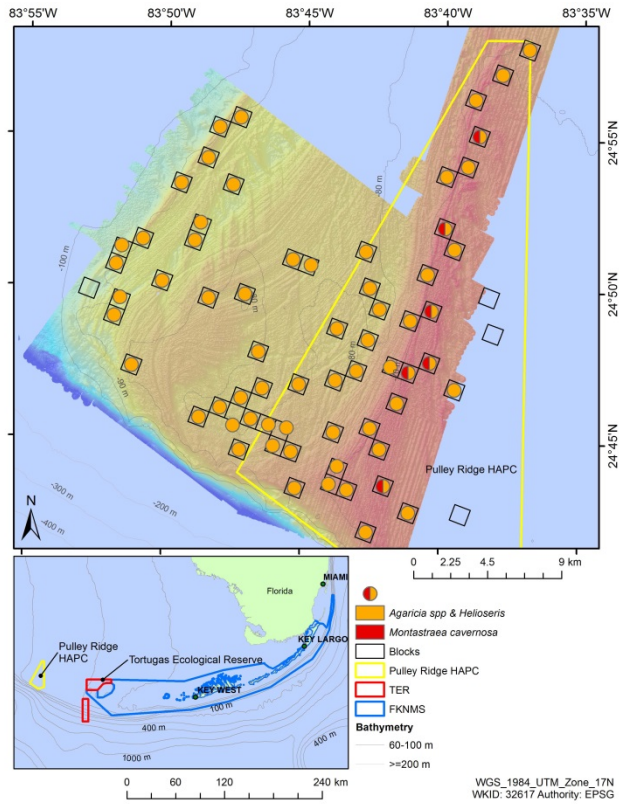 83°55'W 83°50'W 83°45'W 83°40'W 83°35'W
24°55'N
24°50'N
24°45'N
-80 m
-100 m
-80 m
-90 m
-300 m
-200 m
-400 m
0
Pulley Ridge HAPC
N
0 2.25 4.5 9 km
MIAMI
Florida
KEY LARGO
Pulley Ridge
HAPC
Tortugas Ecological Reserve
KEY WEST
100 m
400 m
400 m
1000 m
Agaricia spp & Helioseris
Montastraea cavernosa
Blocks
Pulley Ridge HAPC
TER
FKNMS
Bathymetry
60-100 m
>=200 m
0 60 120 240 km
WGS_1984_UTM_Zone_17N
WKID: 32617 Authority: EPSG